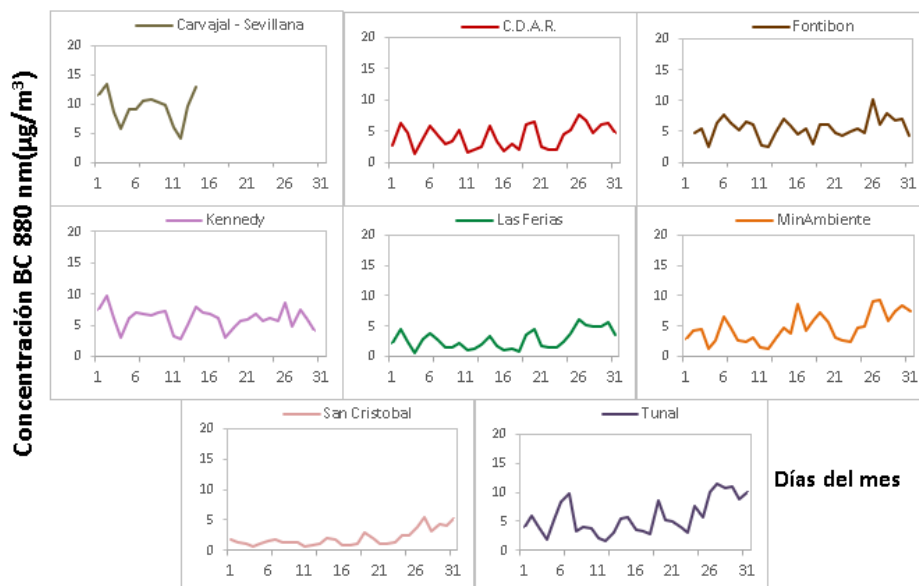 Concentración BC 880 nm(µg/m³)
Carvajal - Sevillana
20
15
10
5
0
1 6 11 16 21 26 31
C.D.A.R.
20
15
10
5
0
1 6 11 16 21 26 31
Fontibon
20
15
10
5
0
1 6 11 16 21 26 31
Kennedy
20
15
10
5
0
1 6 11 16 21 26 31
Las Ferias
20
15
10
5
0
1 6 11 16 21 26 31
MinAmbiente
20
15
10
5
0
1 6 11 16 21 26 31
San Cristobal
20
15
10
5
0
1 6 11 16 21 26 31
Tunal
20
15
10
5
0
1 6 11 16 21 26 31
Días del mes